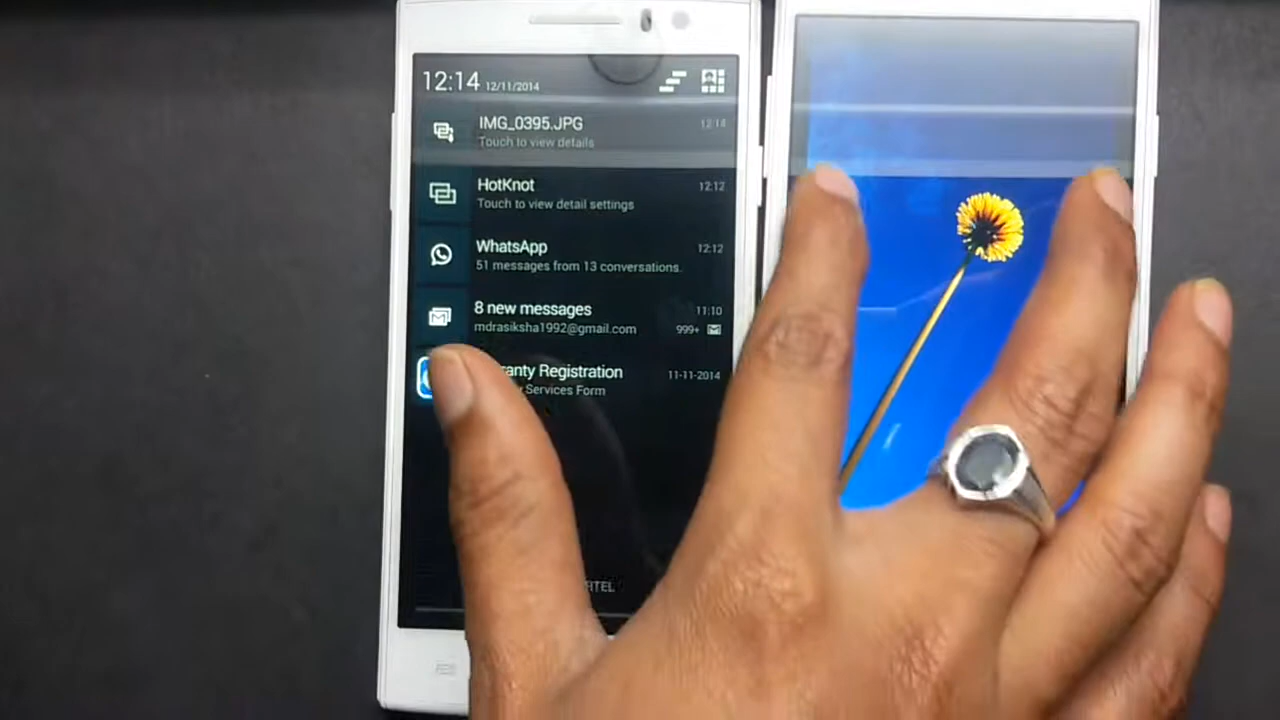 12:14 12/11/2014
IMG_0395.JPG 12:14
Touch to view details
HotKnot 12:12
Touch to view detail settings
WhatsApp 12:12
51 messages from 13 conversations.
8 new messages 11:10
mdrasiksha1992@gmail.com 999+
ranty Registration 11-11-2014
Services Form
RTEL